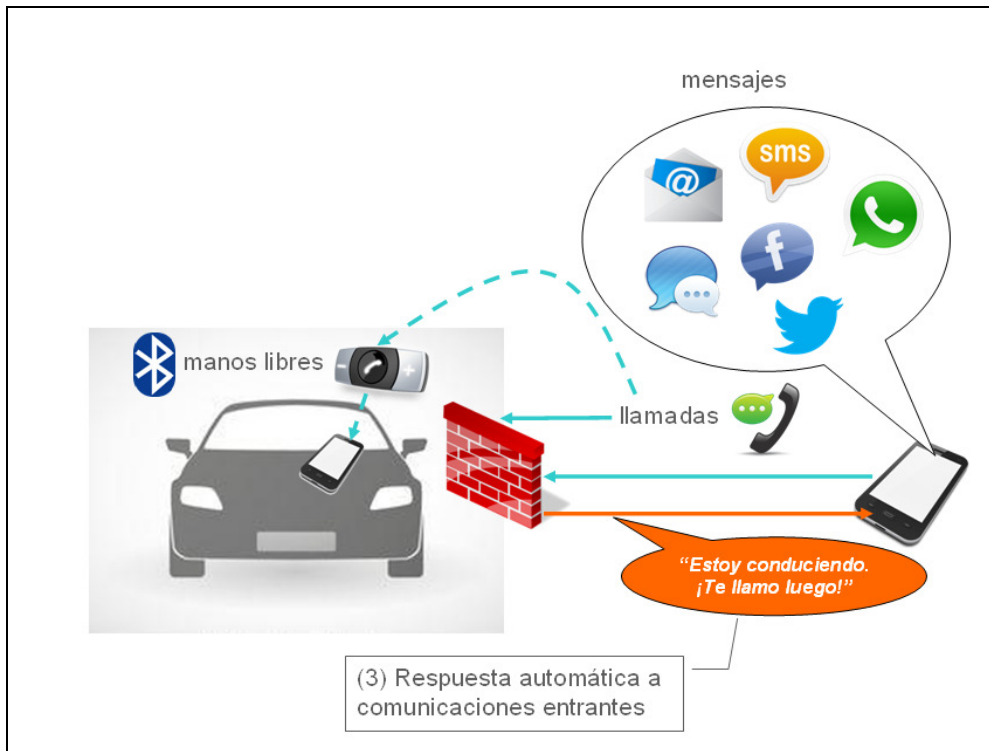 mensajes
sms
@
f
manos libres
llamadas
“Estoy conduciendo.
¡Te llamo luego!”
(3) Respuesta automática a
comunicaciones entrantes